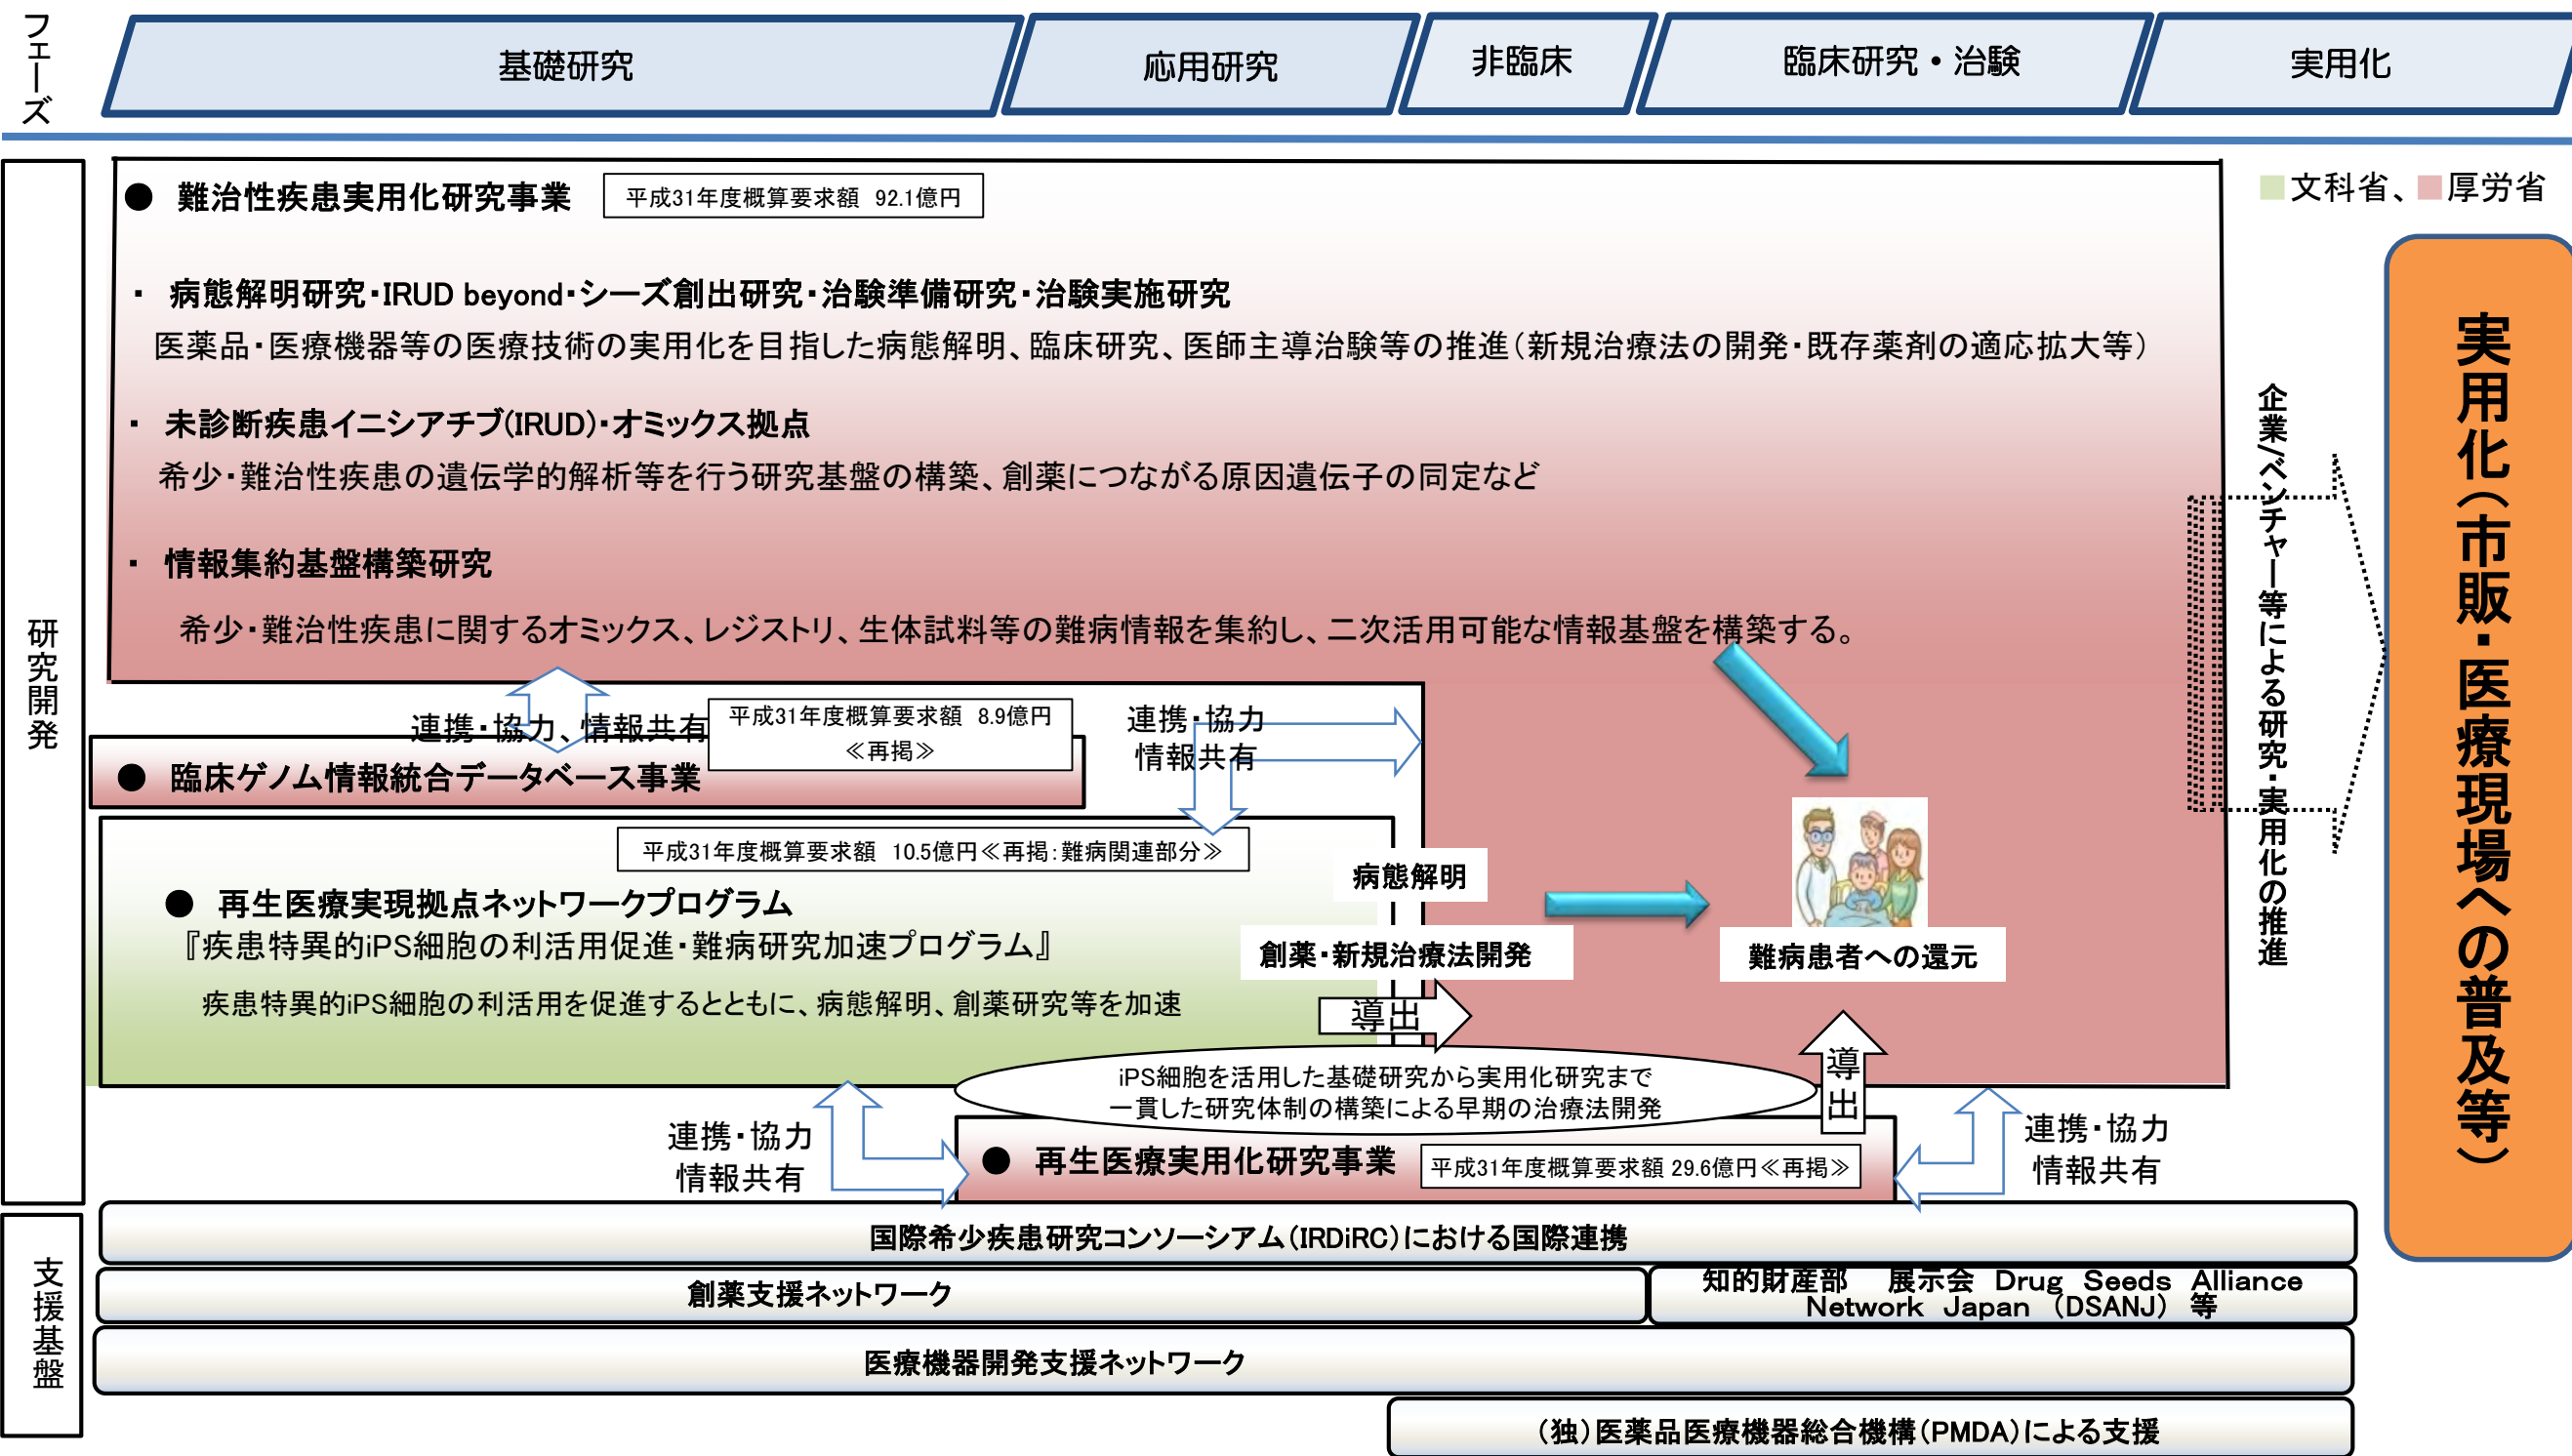 フェーズ
基礎研究
応用研究
非臨床
臨床研究・治験
実用化
研究開発
● 難治性疾患実用化研究事業
平成31年度概算要求額 92.1億円
文科省、 厚労省
・ 病態解明研究・IRUD beyond・シーズ創出研究・治験準備研究・治験実施研究
医薬品・医療機器等の医療技術の実用化を目指した病態解明、臨床研究、医師主導治験等の推進（新規治療法の開発・既存薬剤の適応拡大等）
・ 未診断疾患イニシアチブ(IRUD)・オミックス拠点
希少・難治性疾患の遺伝学的解析等を行う研究基盤の構築、創薬につながる原因遺伝子の同定など
・ 情報集約基盤構築研究
希少・難治性疾患に関するオミックス、レジストリ、生体試料等の難病情報を集約し、二次活用可能な情報基盤を構築する。
企業/ベンチャー等による研究・実用化の推進
実用化（市販・医療現場への普及等）
連携・協力、情報共有
平成31年度概算要求額 8.9億円
≪再掲≫
連携・協力
情報共有
● 臨床ゲノム情報統合データベース事業
平成31年度概算要求額 10.5億円≪再掲：難病関連部分≫
● 再生医療実現拠点ネットワークプログラム
『疾患特異的iPS細胞の利活用促進・難病研究加速プログラム』
疾患特異的iPS細胞の利活用を促進するとともに、病態解明、創薬研究等を加速
病態解明
創薬・新規治療法開発
導出
難病患者への還元
iPS細胞を活用した基礎研究から実用化研究まで
一貫した研究体制の構築による早期の治療法開発
導出
連携・協力
情報共有
● 再生医療実用化研究事業
平成31年度概算要求額 29.6億円≪再掲≫
連携・協力
情報共有
支援基盤
国際希少疾患研究コンソーシアム（IRDiRC）における国際連携
創薬支援ネットワーク
知的財産部 展示会 Drug Seeds Alliance
Network Japan （DSANJ） 等
医療機器開発支援ネットワーク
（独）医薬品医療機器総合機構（PMDA）による支援